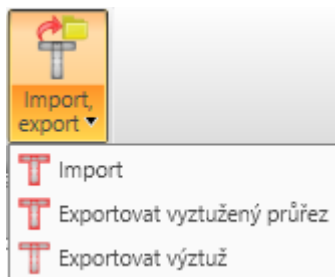 Import,
export
Import
Exportovat vyztužený průřez
Exportovat výztuž